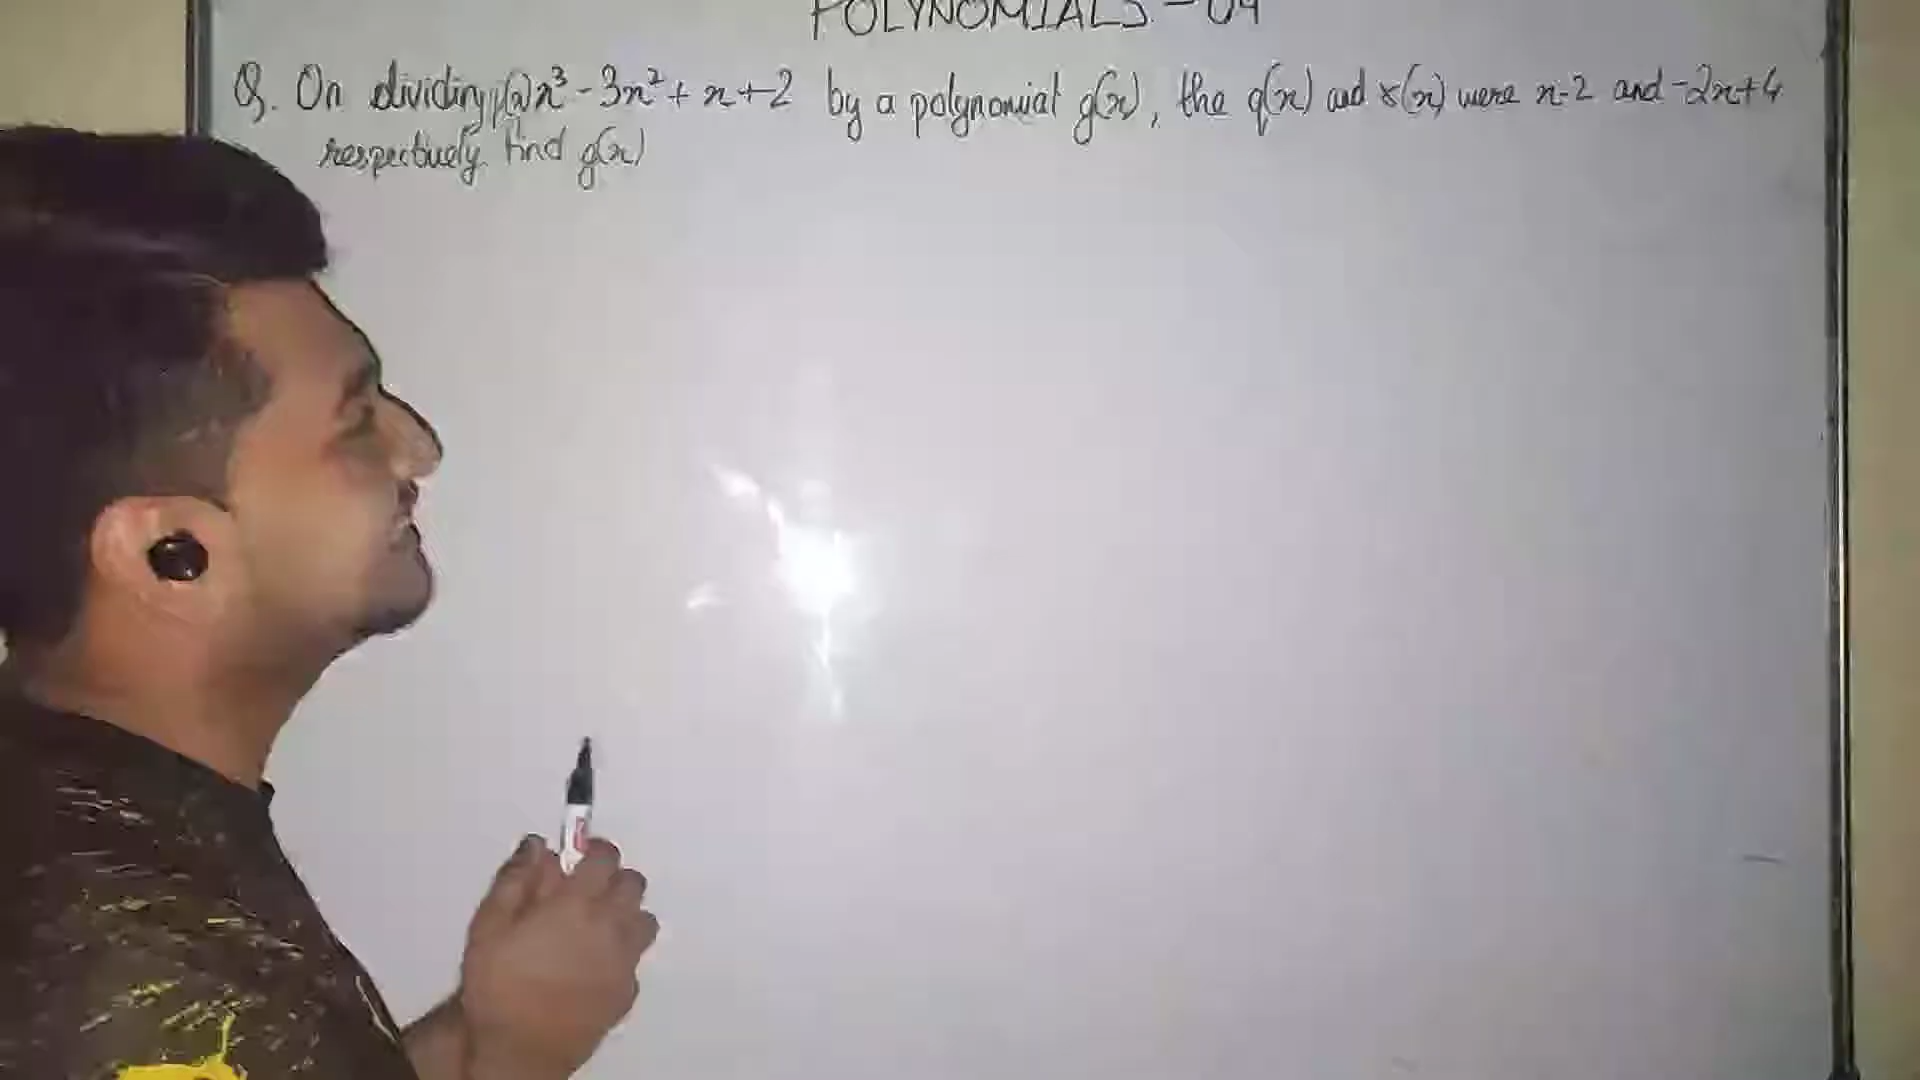 POLYNOMIALS - 04
Q. On dividing p(x) x³ - 3x² + x + 2 by a polynomial g(x), the q(x) and r(x) were x-2 and -2x+4
respectively. Find g(x)